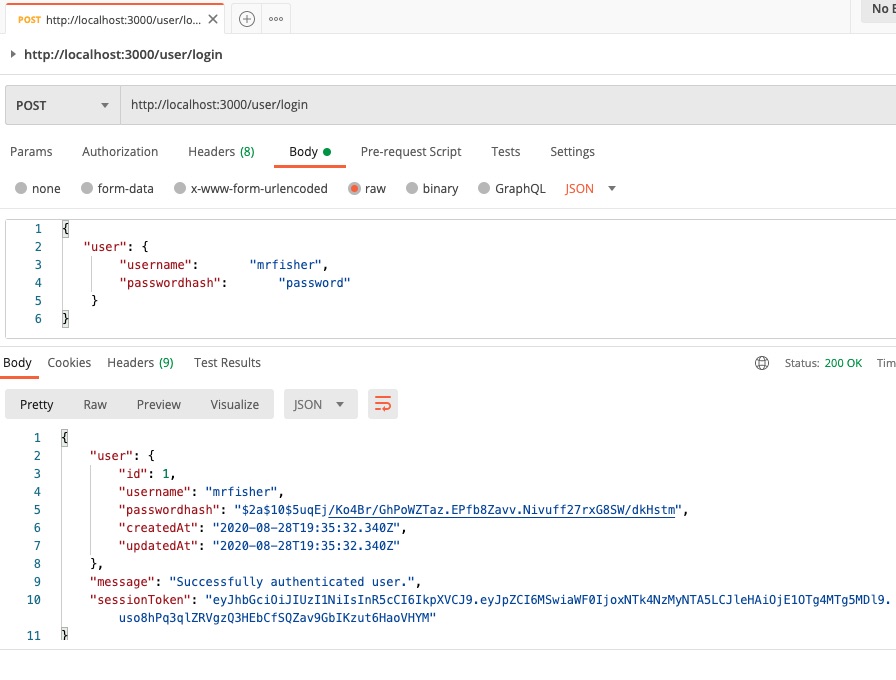 POST http://localhost:3000/user/lo...
No E
http://localhost:3000/user/login
POST http://localhost:3000/user/login
Params Authorization Headers (8) Body Pre-request Script Tests Settings
none form-data x-www-form-urlencoded raw binary GraphQL JSON
1 {
2 "user": {
3 "username": "mrfisher",
4 "passwordhash": "password"
5 }
6 }
Body Cookies Headers (9) Test Results Status: 200 OK Tim
Pretty Raw Preview Visualize JSON
1 {
2 "user": {
3 "id": 1,
4 "username": "mrfisher",
5 "passwordhash": "$2a$10$5uqEj/Ko4Br/GhPoWZTaz.EPfb8Zavv.Nivuff27rxG8SW/dkHstm",
6 "createdAt": "2020-08-28T19:35:32.340Z",
7 "updatedAt": "2020-08-28T19:35:32.340Z"
8 },
9 "message": "Successfully authenticated user.",
10 "sessionToken": "eyJhbGciOiJIUzI1NiIsInR5cCI6IkpXVCJ9.eyJpZCI6MSwiaWF0IjoxNTk4NzMyNTA5LCJleHAiOjE1OTg4MTg5MDl9.
uso8hPq3qlZRVgzQ3HEbCfSQZav9GbIKzut6HaoVHYM"
11 }